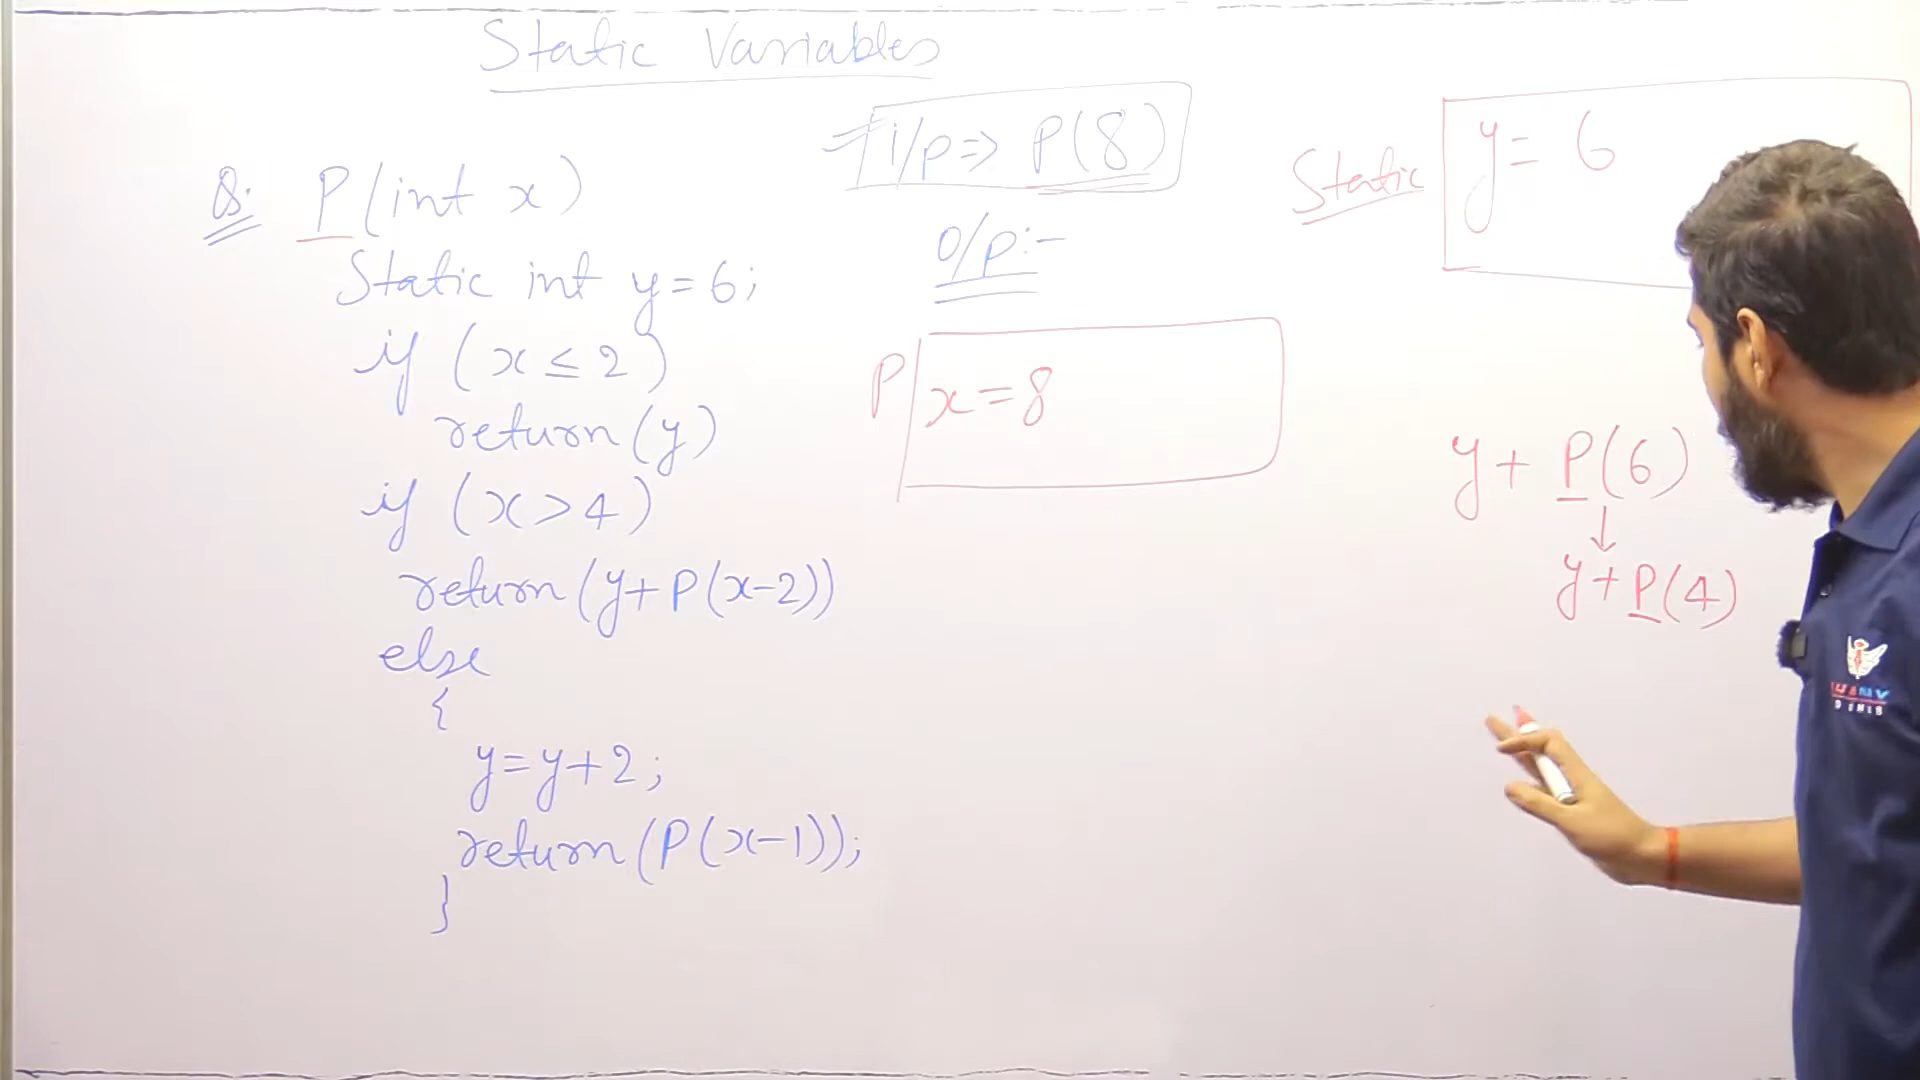 Static Variables
i/p => P(8)
Q. P(int x)
Static int y=6;
if (x ≤ 2)
return (y)
if (x > 4)
return (y+P(x-2))
else
{
y=y+2;
return (P(x-1));
}
O/p:-
P x=8
Static y= 6
y + P(6)
↓
y + P(4)